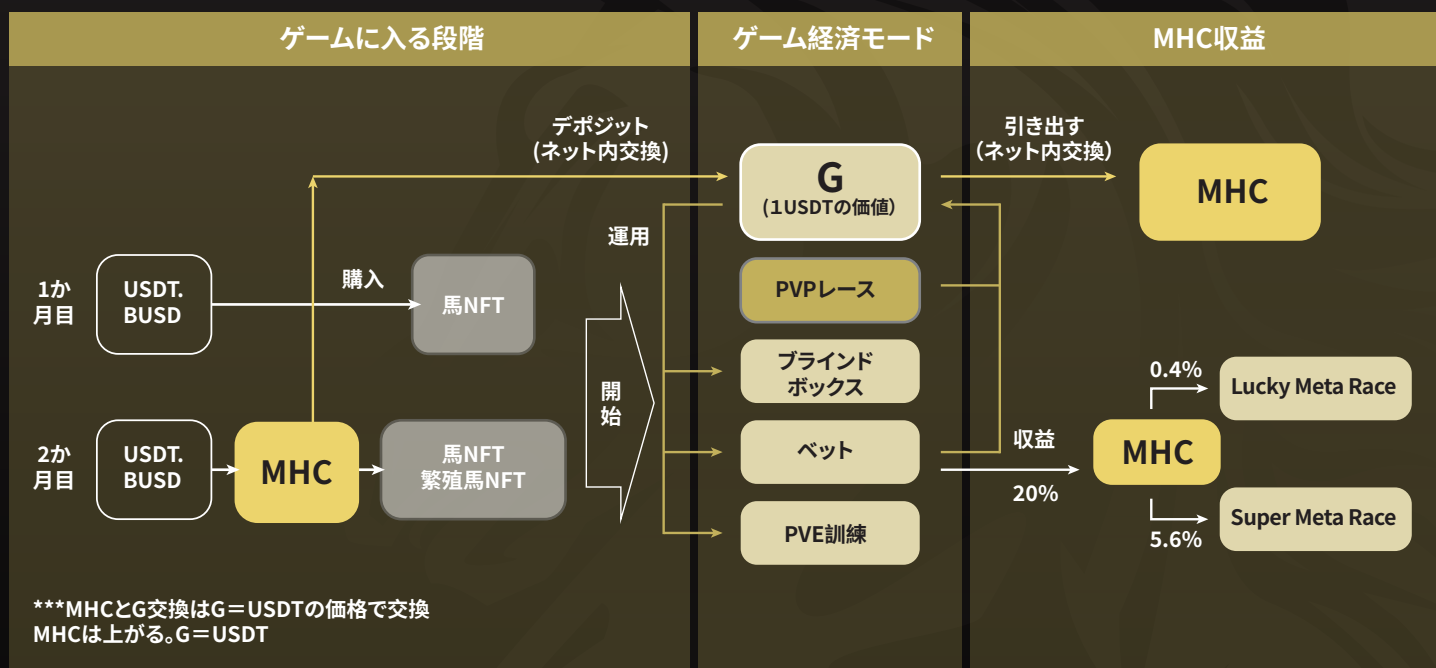 ゲームに入る段階
ゲーム経済モード
MHC収益
デポジット
(ネット内交換)
G
(1USDTの価値)
引き出す
(ネット内交換)
MHC
運用
1か
月目
USDT.
BUSD
購入
馬NFT
PVPレース
ブラインド
ボックス
開
始
2か
月目
USDT.
BUSD
MHC
馬NFT
繁殖馬NFT
ベット
PVE訓練
収益
20%
MHC
0.4%
Lucky Meta Race
Super Meta Race
5.6%
***MHCとG交換はG＝USDTの価格で交換
MHCは上がる。G＝USDT